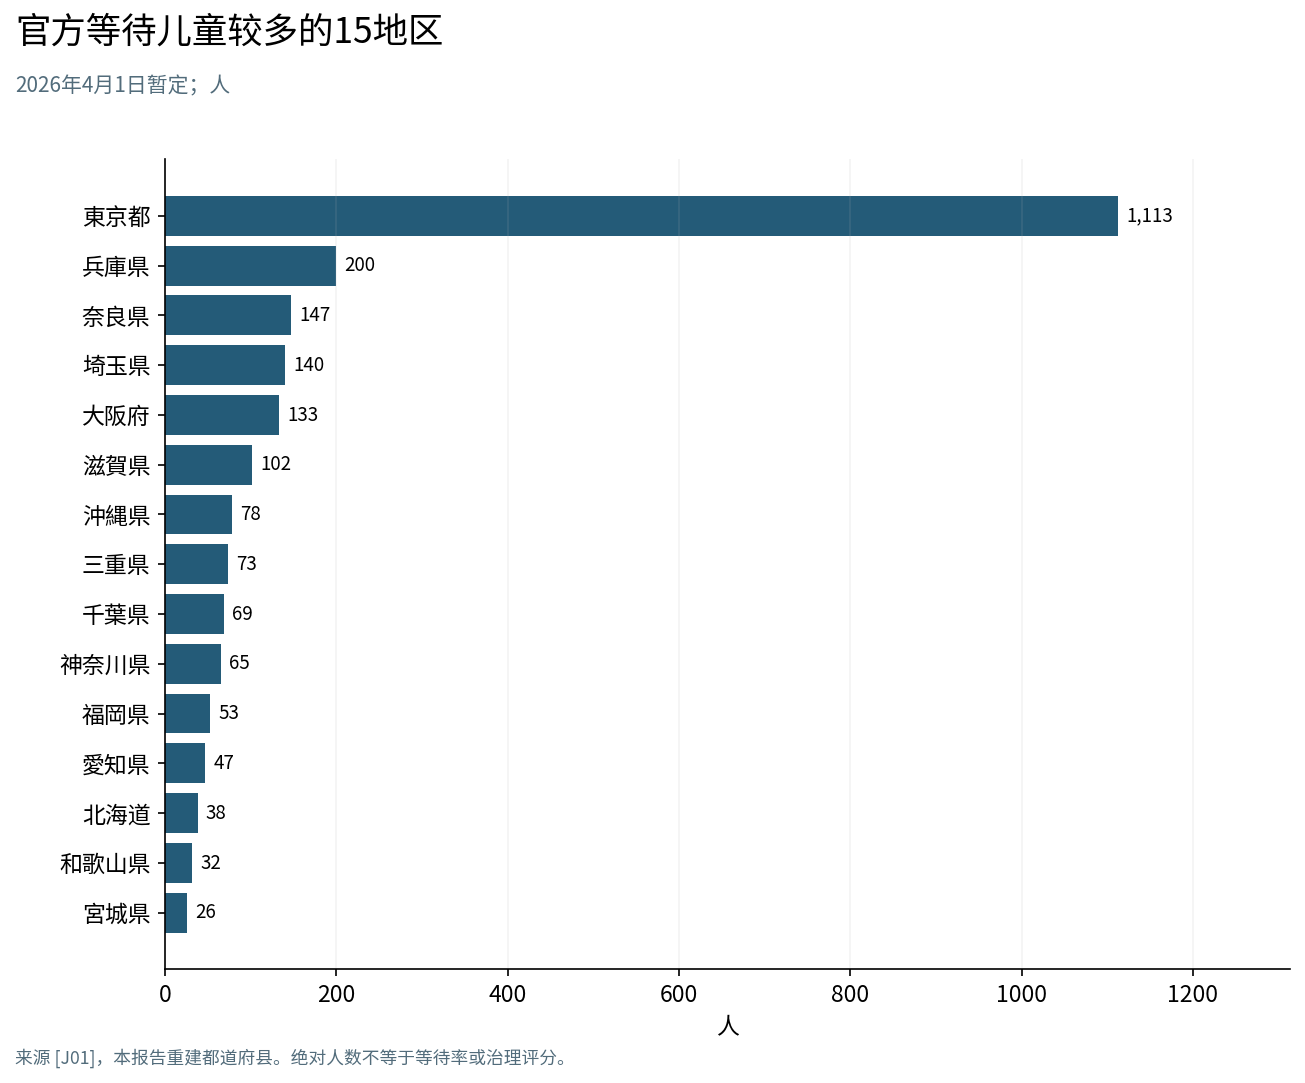 官方等待儿童较多的15地区
2026年4月1日暂定；人
東京都 1,113
兵庫県 200
奈良県 147
埼玉県 140
大阪府 133
滋賀県 102
沖縄県 78
三重県 73
千葉県 69
神奈川県 65
福岡県 53
愛知県 47
北海道 38
和歌山県 32
宮城県 26
0 200 400 600 800 1000 1200
人
来源 [J01]，本报告重建都道府县。绝对人数不等于等待率或治理评分。